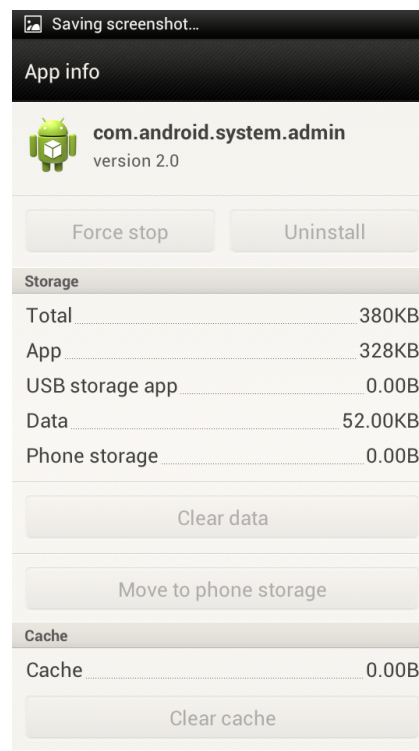 Saving screenshot…
App info
com.android.system.admin
version 2.0
Force stop Uninstall
Storage
Total 380KB
App 328KB
USB storage app 0.00B
Data 52.00KB
Phone storage 0.00B
Clear data
Move to phone storage
Cache
Cache 0.00B
Clear cache